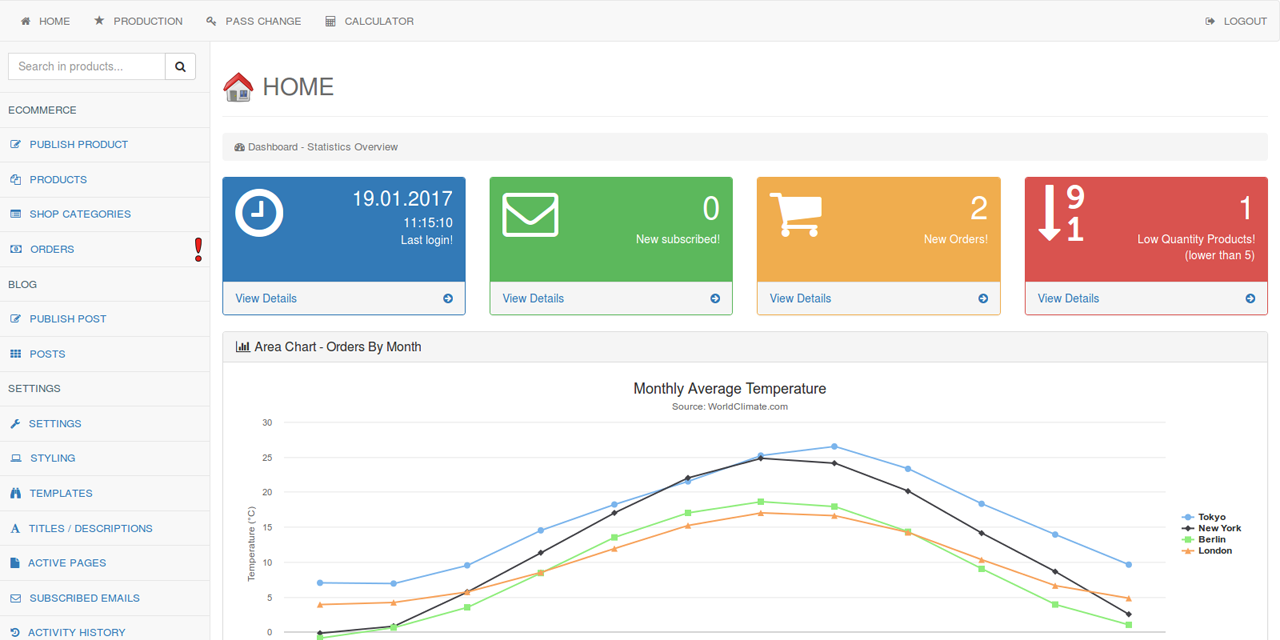 HOME
PRODUCTION
PASS CHANGE
CALCULATOR
LOGOUT
Search in products...
ECOMMERCE
PUBLISH PRODUCT
PRODUCTS
SHOP CATEGORIES
ORDERS
BLOG
PUBLISH POST
POSTS
SETTINGS
SETTINGS
STYLING
TEMPLATES
TITLES / DESCRIPTIONS
ACTIVE PAGES
SUBSCRIBED EMAILS
ACTIVITY HISTORY
HOME
Dashboard - Statistics Overview
19.01.2017
11:15:10
Last login!
View Details
0
New subscribed!
View Details
2
New Orders!
View Details
9
1
1
Low Quantity Products!
(lower than 5)
View Details
Area Chart - Orders By Month
Monthly Average Temperature
Source: WorldClimate.com
Temperature (°C)
30
25
20
15
10
5
0
Tokyo
New York
Berlin
London